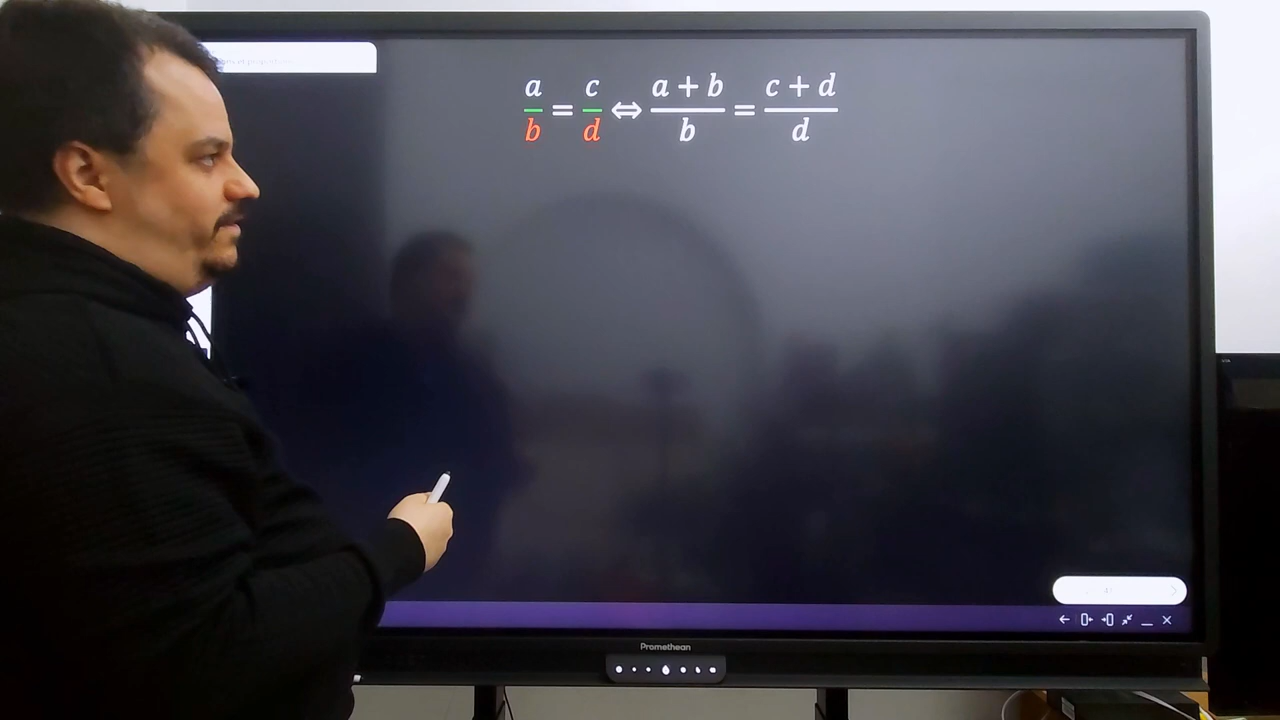 a/b = c/d ⇔ (a + b)/b = (c + d)/d
Promethean